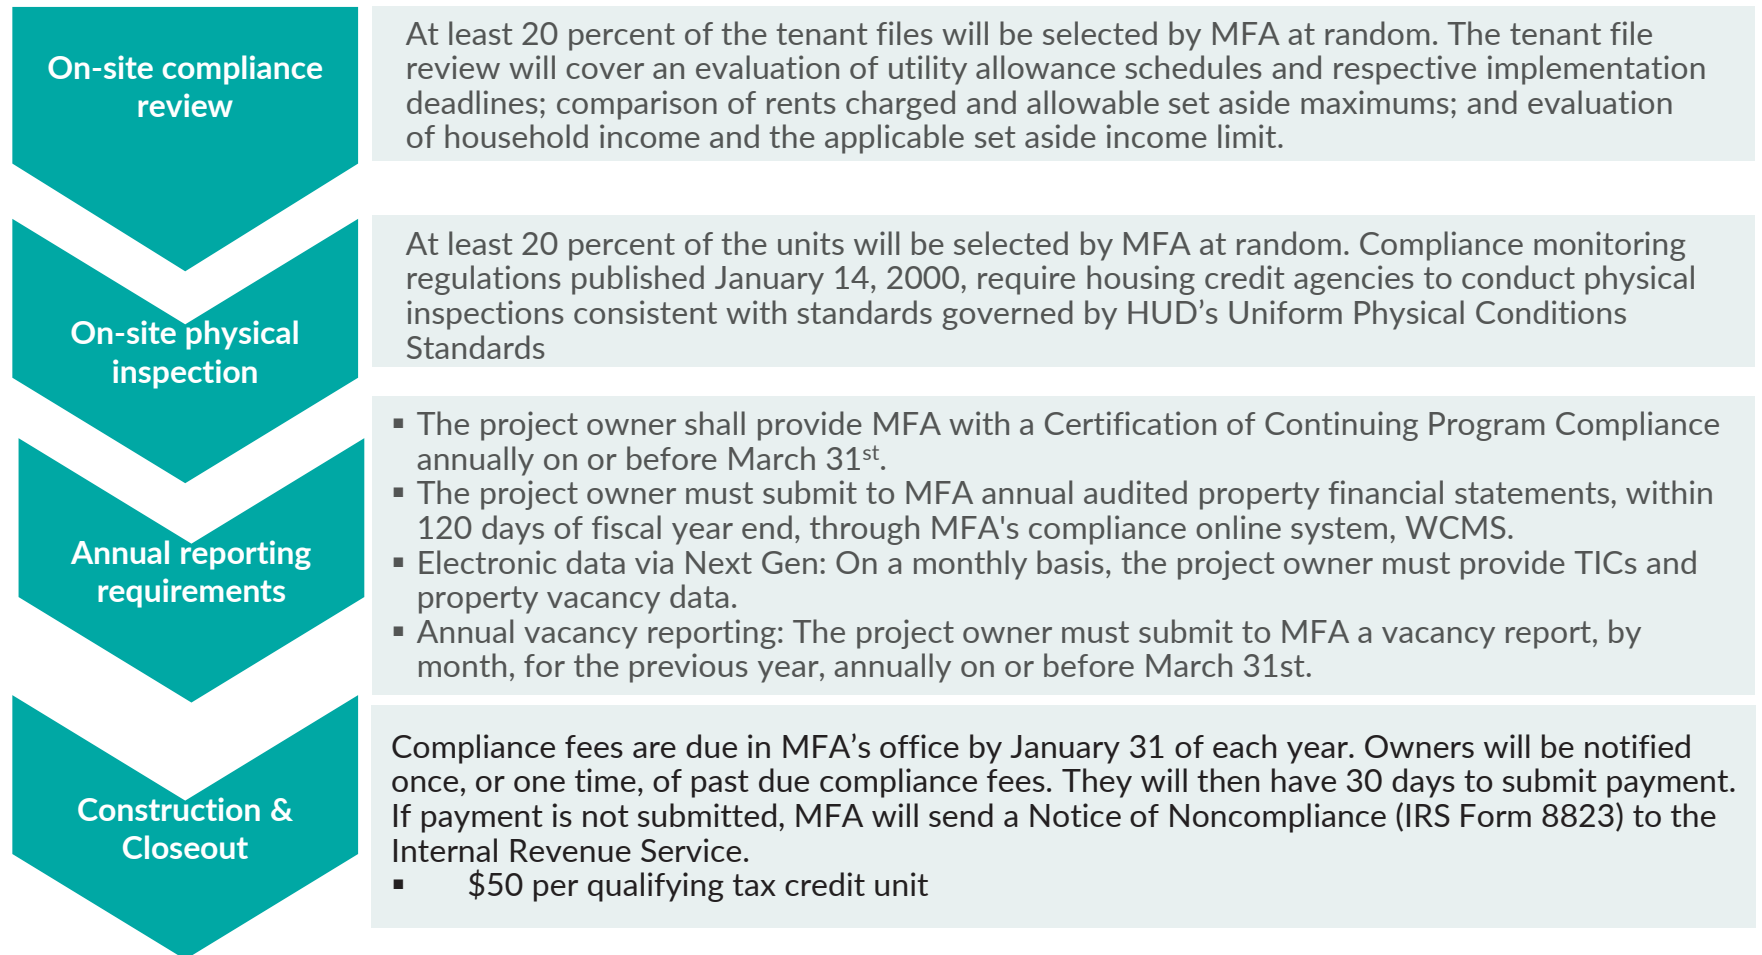 On-site compliance
review
At least 20 percent of the tenant files will be selected by MFA at random. The tenant file
review will cover an evaluation of utility allowance schedules and respective implementation
deadlines; comparison of rents charged and allowable set aside maximums; and evaluation
of household income and the applicable set aside income limit.
On-site physical
inspection
At least 20 percent of the units will be selected by MFA at random. Compliance monitoring
regulations published January 14, 2000, require housing credit agencies to conduct physical
inspections consistent with standards governed by HUD’s Uniform Physical Conditions
Standards
Annual reporting
requirements
▪ The project owner shall provide MFA with a Certification of Continuing Program Compliance
annually on or before March 31st.
▪ The project owner must submit to MFA annual audited property financial statements, within
120 days of fiscal year end, through MFA's compliance online system, WCMS.
▪ Electronic data via Next Gen: On a monthly basis, the project owner must provide TICs and
property vacancy data.
▪ Annual vacancy reporting: The project owner must submit to MFA a vacancy report, by
month, for the previous year, annually on or before March 31st.
Construction &
Closeout
Compliance fees are due in MFA’s office by January 31 of each year. Owners will be notified
once, or one time, of past due compliance fees. They will then have 30 days to submit payment.
If payment is not submitted, MFA will send a Notice of Noncompliance (IRS Form 8823) to the
Internal Revenue Service.
▪ $50 per qualifying tax credit unit